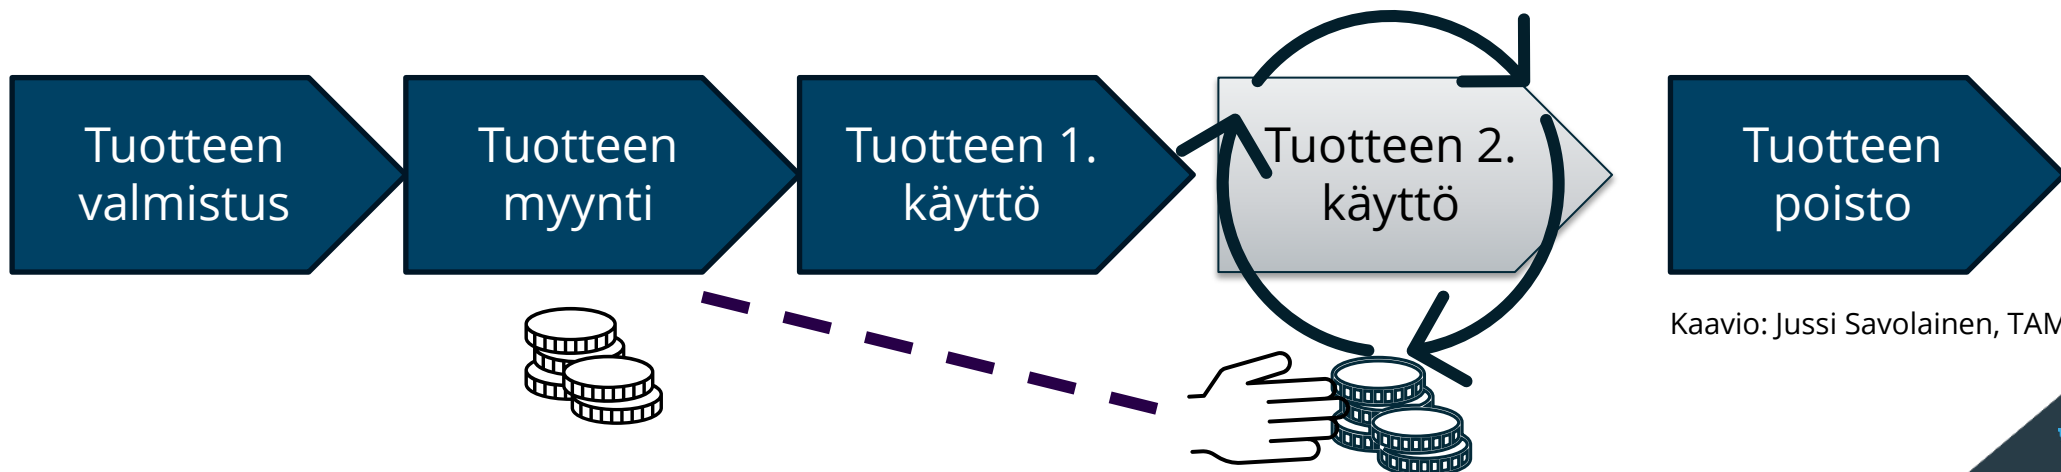 Tuotteen
valmistus
Tuotteen
myynti
Tuotteen 1.
käyttö
Tuotteen 2.
käyttö
Tuotteen
poisto
Kaavio: Jussi Savolainen, TAM